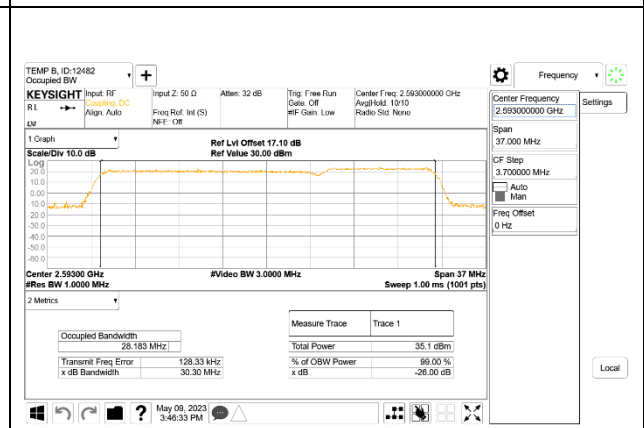 TEMP B, ID:12482
Occupied BW
Frequency
KEYSIGHT
RL
Input: RF
Coupling: DC
Align: Auto
Input Z: 50 Ω
Freq Ref: Int (S)
NFE: Off
Atten: 32 dB
Trig: Free Run
Gate: Off
#IF Gain: Low
Center Freq: 2.593000000 GHz
Avg|Hold: 10/10
Radio Std: None
Center Frequency
2.593000000 GHz
Settings
Span
37.000 MHz
CF Step
3.700000 MHz
Auto
Man
Freq Offset
0 Hz
1 Graph
Scale/Div 10.0 dB
Ref Lvl Offset 17.10 dB
Ref Value 30.00 dBm
Log
20.0
10.0
0.00
-10.0
-20.0
-30.0
-40.0
-50.0
-60.0
Center 2.59300 GHz
#Res BW 1.0000 MHz
#Video BW 3.0000 MHz
Span 37 MHz
Sweep 1.00 ms (1001 pts)
2 Metrics
Measure Trace Trace 1
Occupied Bandwidth
28.183 MHz
Total Power 35.1 dBm
Transmit Freq Error 128.33 kHz
% of OBW Power 99.00 %
x dB Bandwidth 30.30 MHz
x dB -26.00 dB
Local
?
May 09, 2023
3:46:33 PM